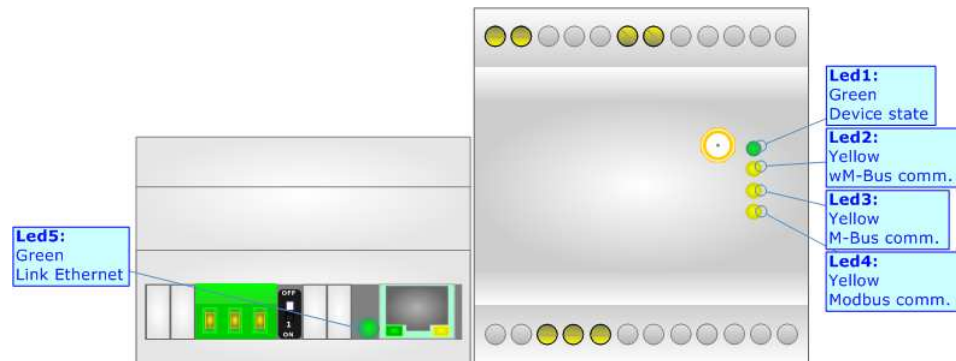 Led1:
Green
Device state
Led2:
Yellow
wM-Bus comm.
Led3:
Yellow
M-Bus comm.
Led4:
Yellow
Modbus comm.
Led5:
Green
Link Ethernet
OFF
1
ON